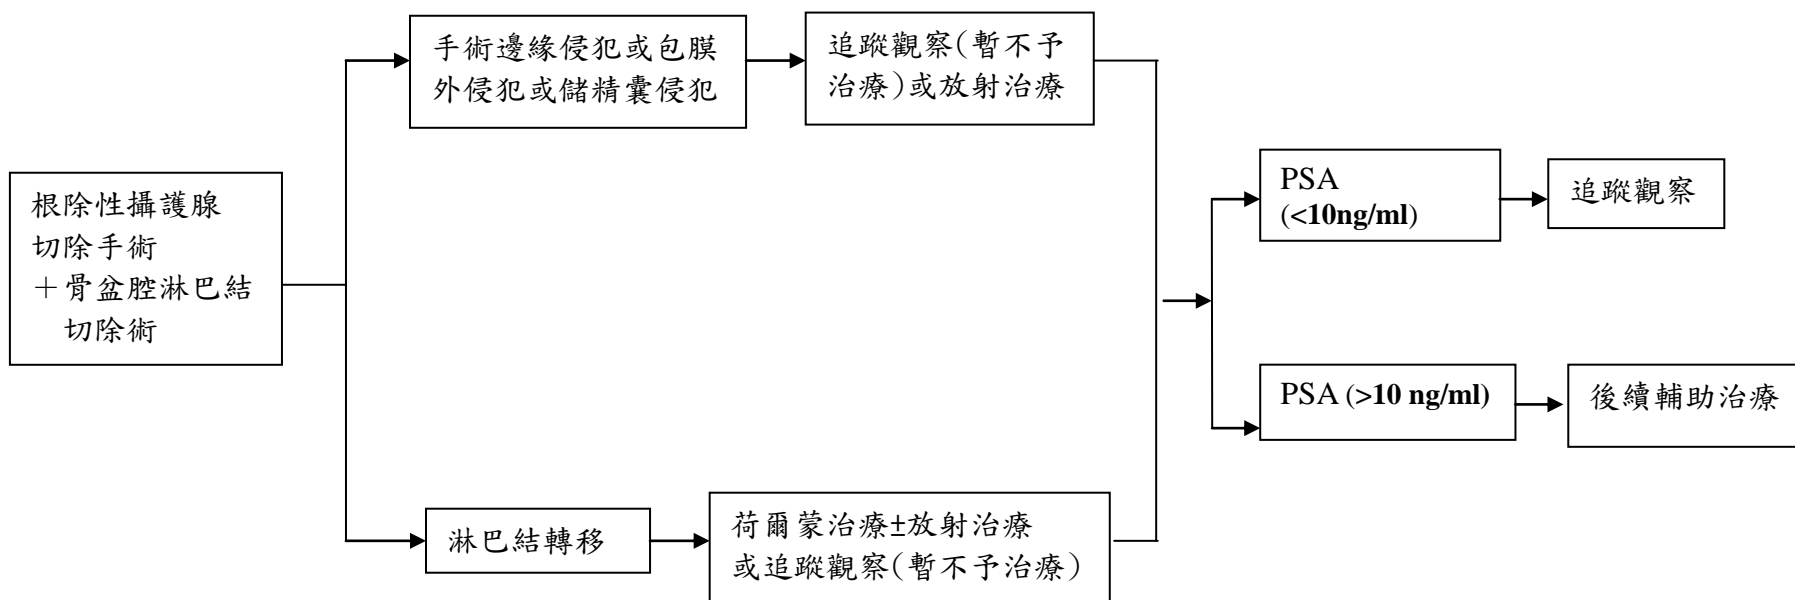 手術邊緣侵犯或包膜
外侵犯或儲精囊侵犯
追蹤觀察(暫不予
治療)或放射治療
根除性攝護腺
切除手術
＋骨盆腔淋巴結
切除術
PSA
(<10ng/ml)
追蹤觀察
PSA (>10 ng/ml)
後續輔助治療
淋巴結轉移
荷爾蒙治療±放射治療
或追蹤觀察(暫不予治療)